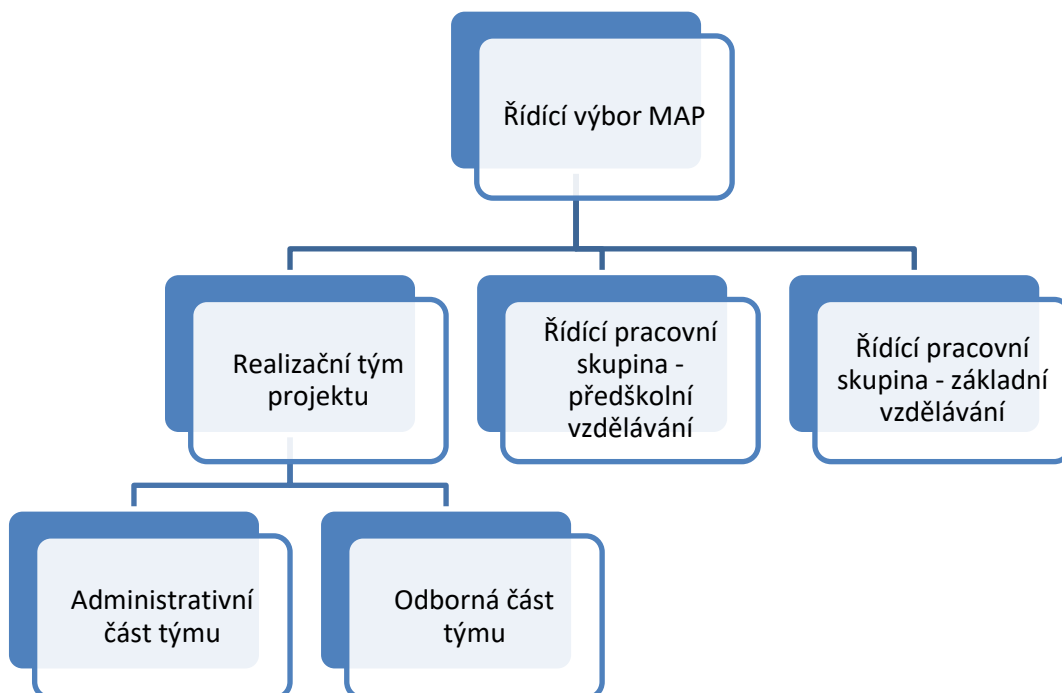 Řídící výbor MAP
Realizační tým
projektu
Řídící pracovní
skupina -
předškolní
vzdělávání
Řídící pracovní
skupina - základní
vzdělávání
Administrativní
část týmu
Odborná část
týmu